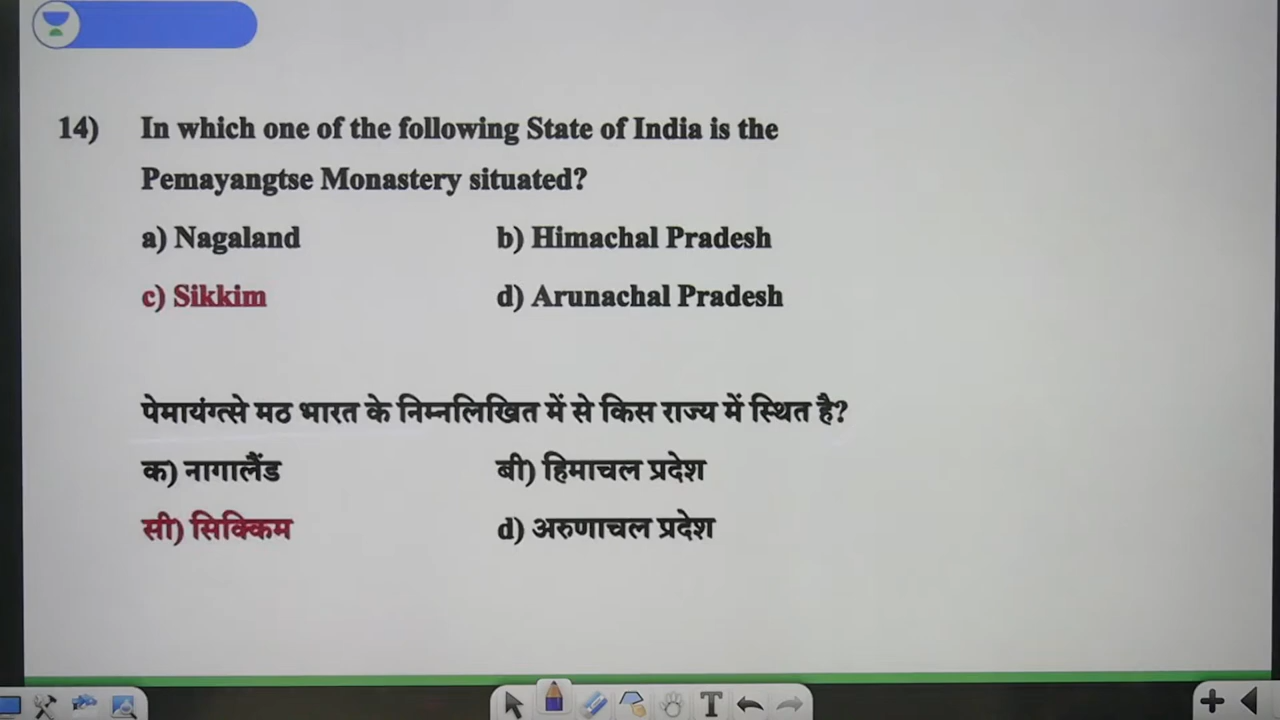 14) In which one of the following State of India is the
Pemayangtse Monastery situated?
a) Nagaland b) Himachal Pradesh
c) Sikkim d) Arunachal Pradesh
पेमायंग्त्से मठ भारत के निम्नलिखित में से किस राज्य में स्थित है?
क) नागालैंड बी) हिमाचल प्रदेश
सी) सिक्किम d) अरुणाचल प्रदेश
T